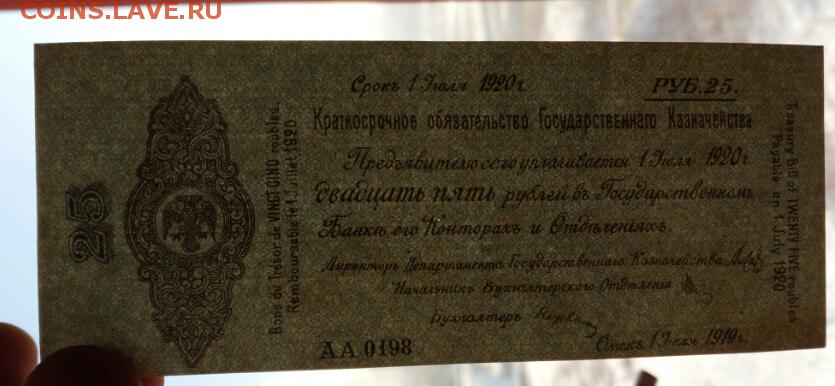 COINS.LAVE.RU
Срокъ 1 Іюля 1920 г.
РУБ. 25.
Краткосрочное обязательство Государственнаго Казначейства
Предъявителю сего уплачивается 1 Іюля 1920 г.
двадцать пять рублей въ Государственномъ
Банкѣ, его Конторахъ и Отдѣленіяхъ.
Директоръ Департамента Государственнаго Казначейства
Начальникъ Бухгалтерскаго Отдѣленія
Бухгалтеръ
АА 0198
Омскъ 1 Іюля 1919 г.
25
Bons du Trésor de VINGT CINQ roubles.
Remboursable le 1 Juillet 1920.
Treasury Bill of TWENTY FIVE roubles
Payable on 1 July 1920